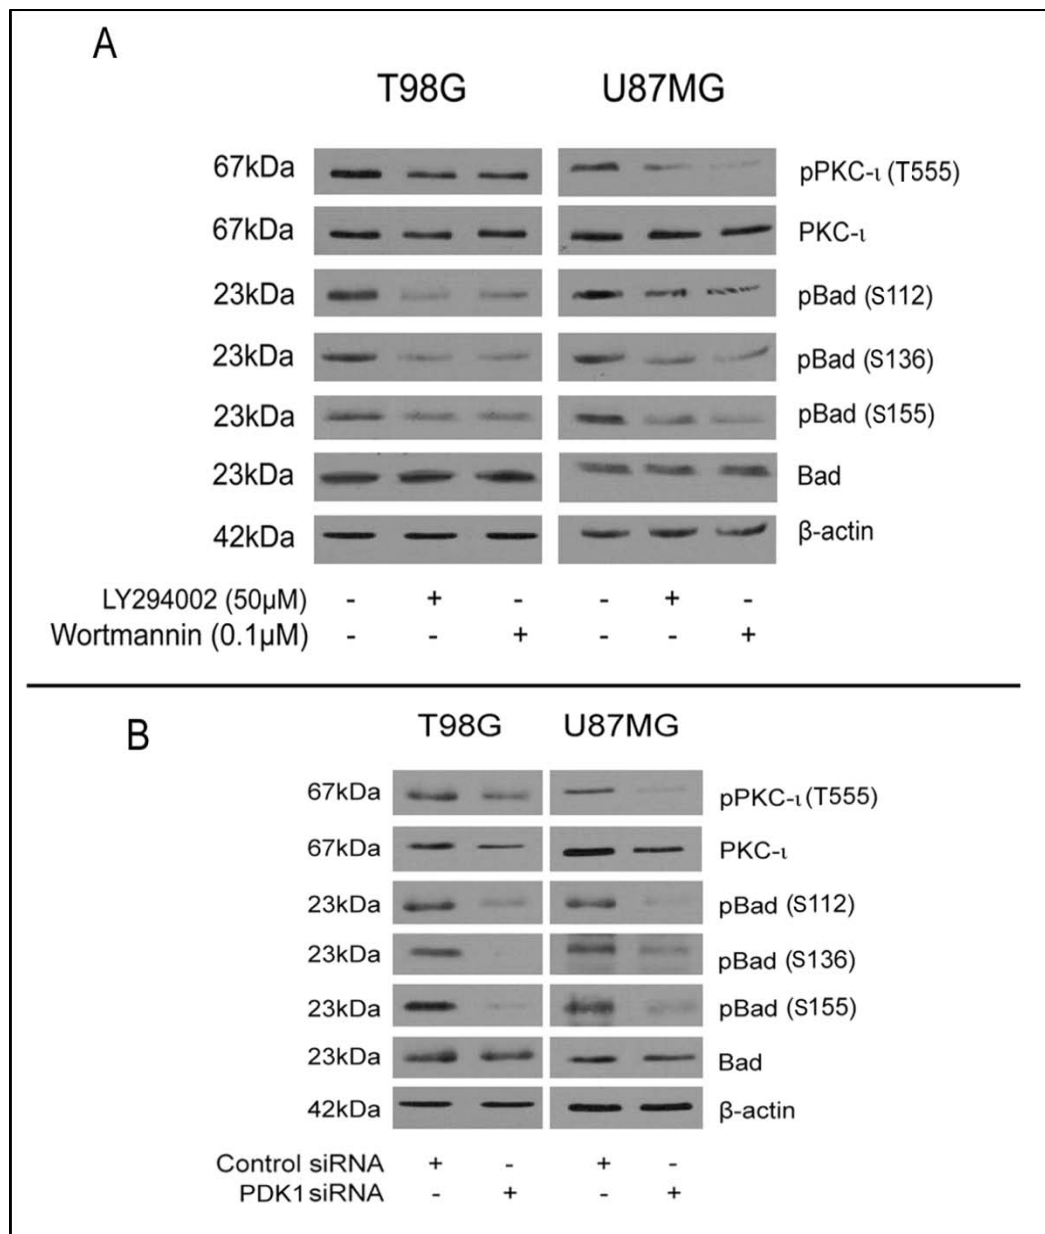 A
T98G U87MG
67kDa pPKC-ι (T555)
67kDa PKC-ι
23kDa pBad (S112)
23kDa pBad (S136)
23kDa pBad (S155)
23kDa Bad
42kDa β-actin
LY294002 (50μM) - + - - + -
Wortmannin (0.1μM) - - + - - +
B
T98G U87MG
67kDa pPKC-ι (T555)
67kDa PKC-ι
23kDa pBad (S112)
23kDa pBad (S136)
23kDa pBad (S155)
23kDa Bad
42kDa β-actin
Control siRNA + - + -
PDK1 siRNA - + - +